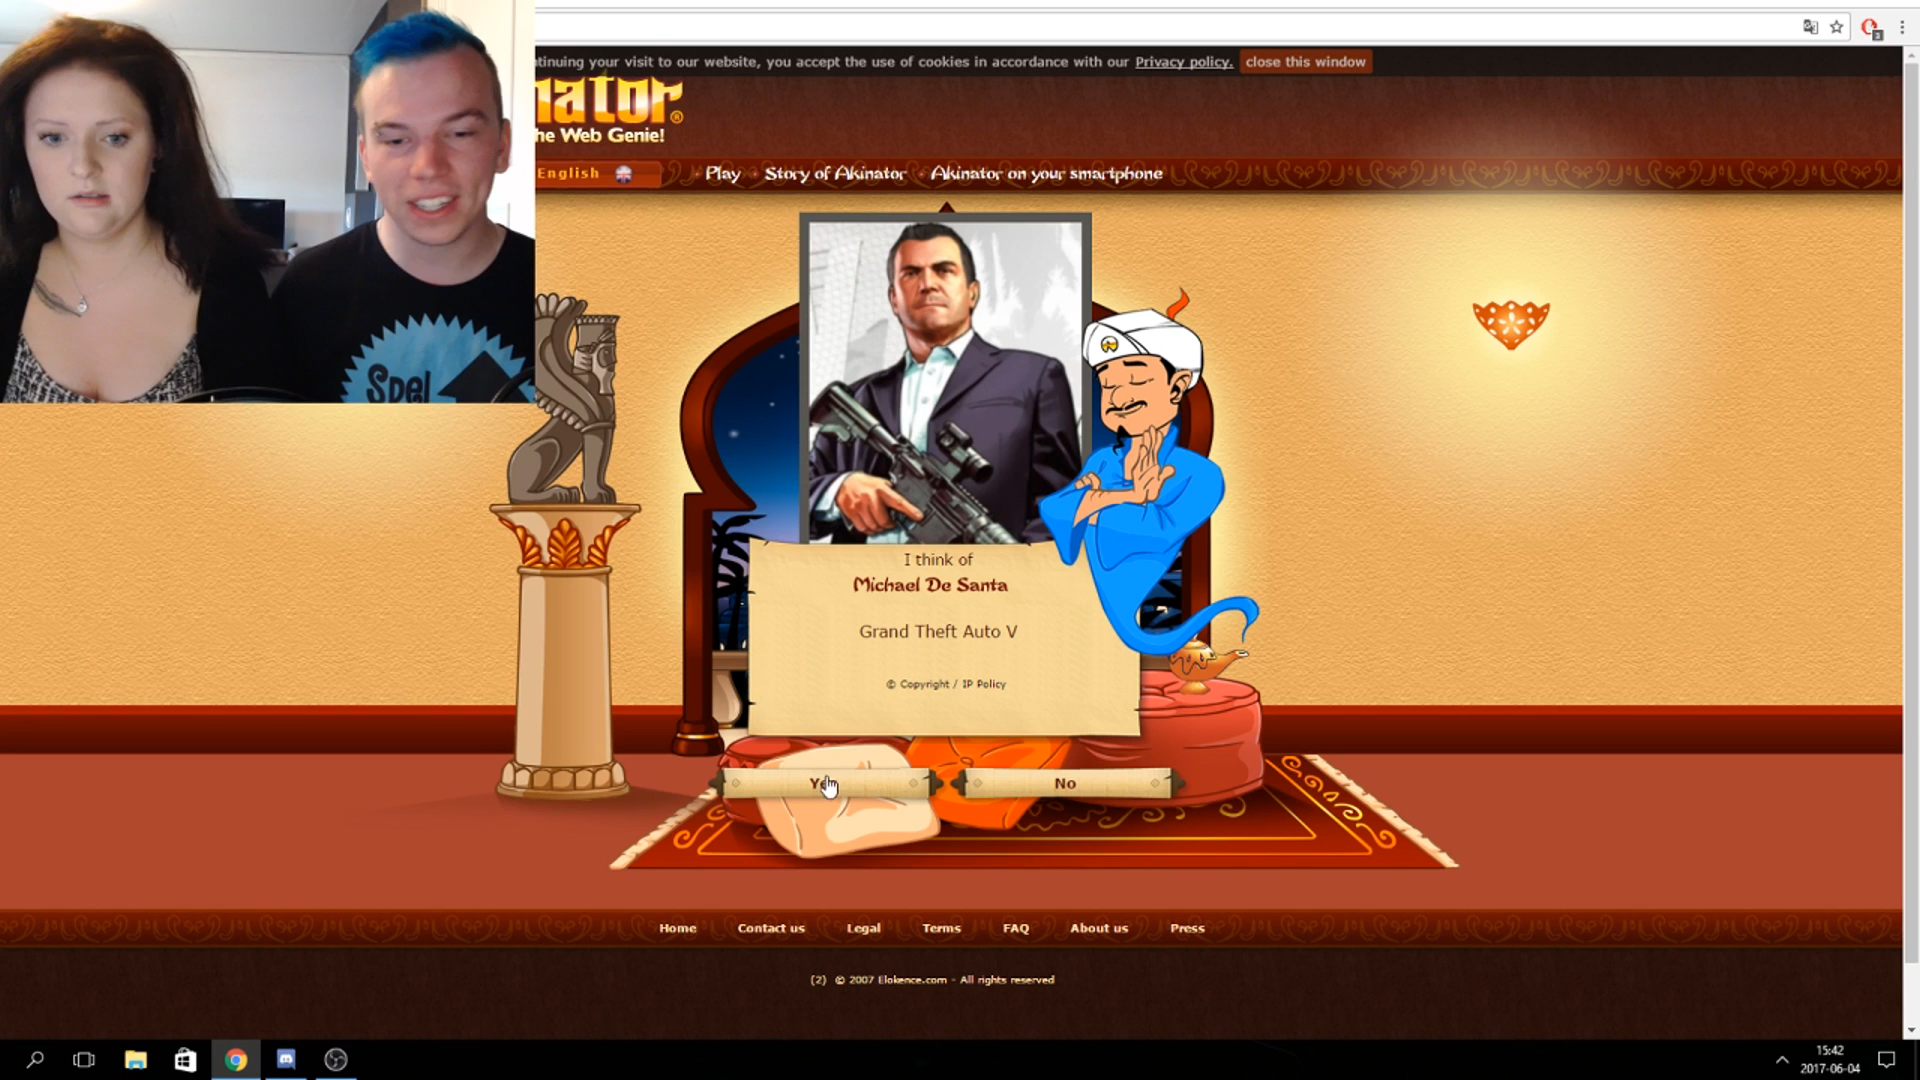 tinuing your visit to our website, you accept the use of cookies in accordance with our Privacy policy. close this window
nator®
he Web Genie!
English
Play
Story of Akinator
Akinator on your smartphone
Spel
I think of
Michael De Santa
Grand Theft Auto V
© Copyright / IP Policy
No
Home
Contact us
Legal
Terms
FAQ
About us
Press
(2) © 2007 Elokence.com - All rights reserved
3
15:42
2017-06-04